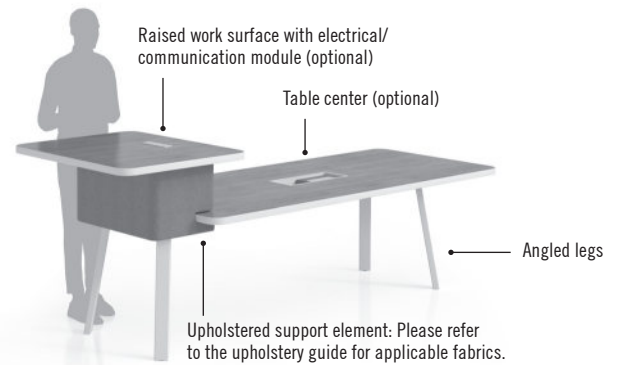 Raised work surface with electrical/
communication module (optional)
Table center (optional)
Angled legs
Upholstered support element: Please refer
to the upholstery guide for applicable fabrics.